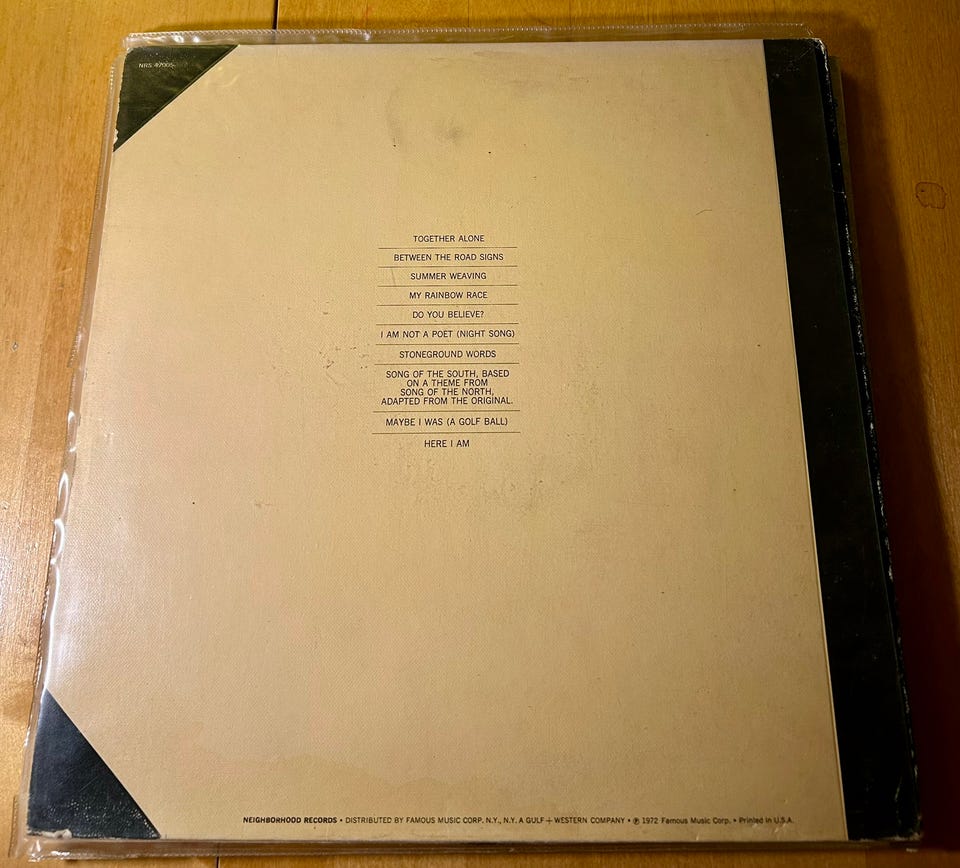 NRS 47005
TOGETHER ALONE
BETWEEN THE ROAD SIGNS
SUMMER WEAVING
MY RAINBOW RACE
DO YOU BELIEVE?
I AM NOT A POET (NIGHT SONG)
STONEGROUND WORDS
SONG OF THE SOUTH, BASED
ON A THEME FROM
SONG OF THE NORTH,
ADAPTED FROM THE ORIGINAL.
MAYBE I WAS (A GOLF BALL)
HERE I AM
NEIGHBORHOOD RECORDS • DISTRIBUTED BY FAMOUS MUSIC CORP. N.Y., N.Y. A GULF + WESTERN COMPANY • ℗ 1972 Famous Music Corp. • Printed in U.S.A.